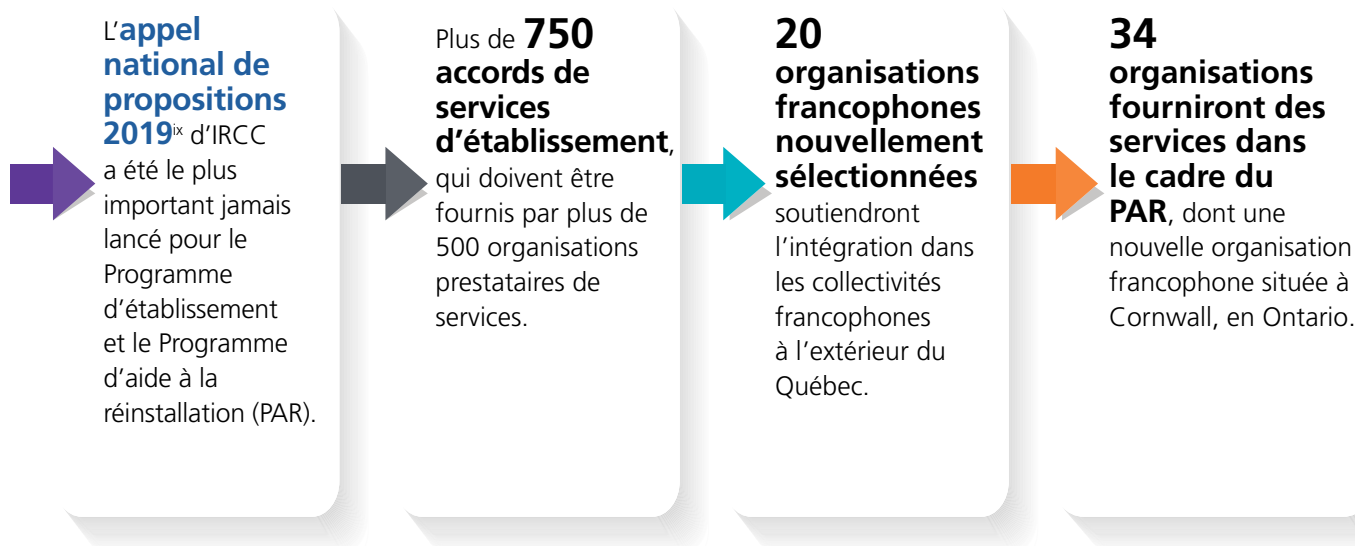 L'appel
national de
propositions
2019ix d'IRCC
a été le plus
important jamais
lancé pour le
Programme
d'établissement
et le Programme
d'aide à la
réinstallation (PAR).
Plus de 750
accords de
services
d'établissement,
qui doivent être
fournis par plus de
500 organisations
prestataires de
services.
20
organisations
francophones
nouvellement
sélectionnées
soutiendront
l'intégration dans
les collectivités
francophones
à l'extérieur du
Québec.
34
organisations
fourniront des
services dans
le cadre du
PAR, dont une
nouvelle organisation
francophone située à
Cornwall, en Ontario.